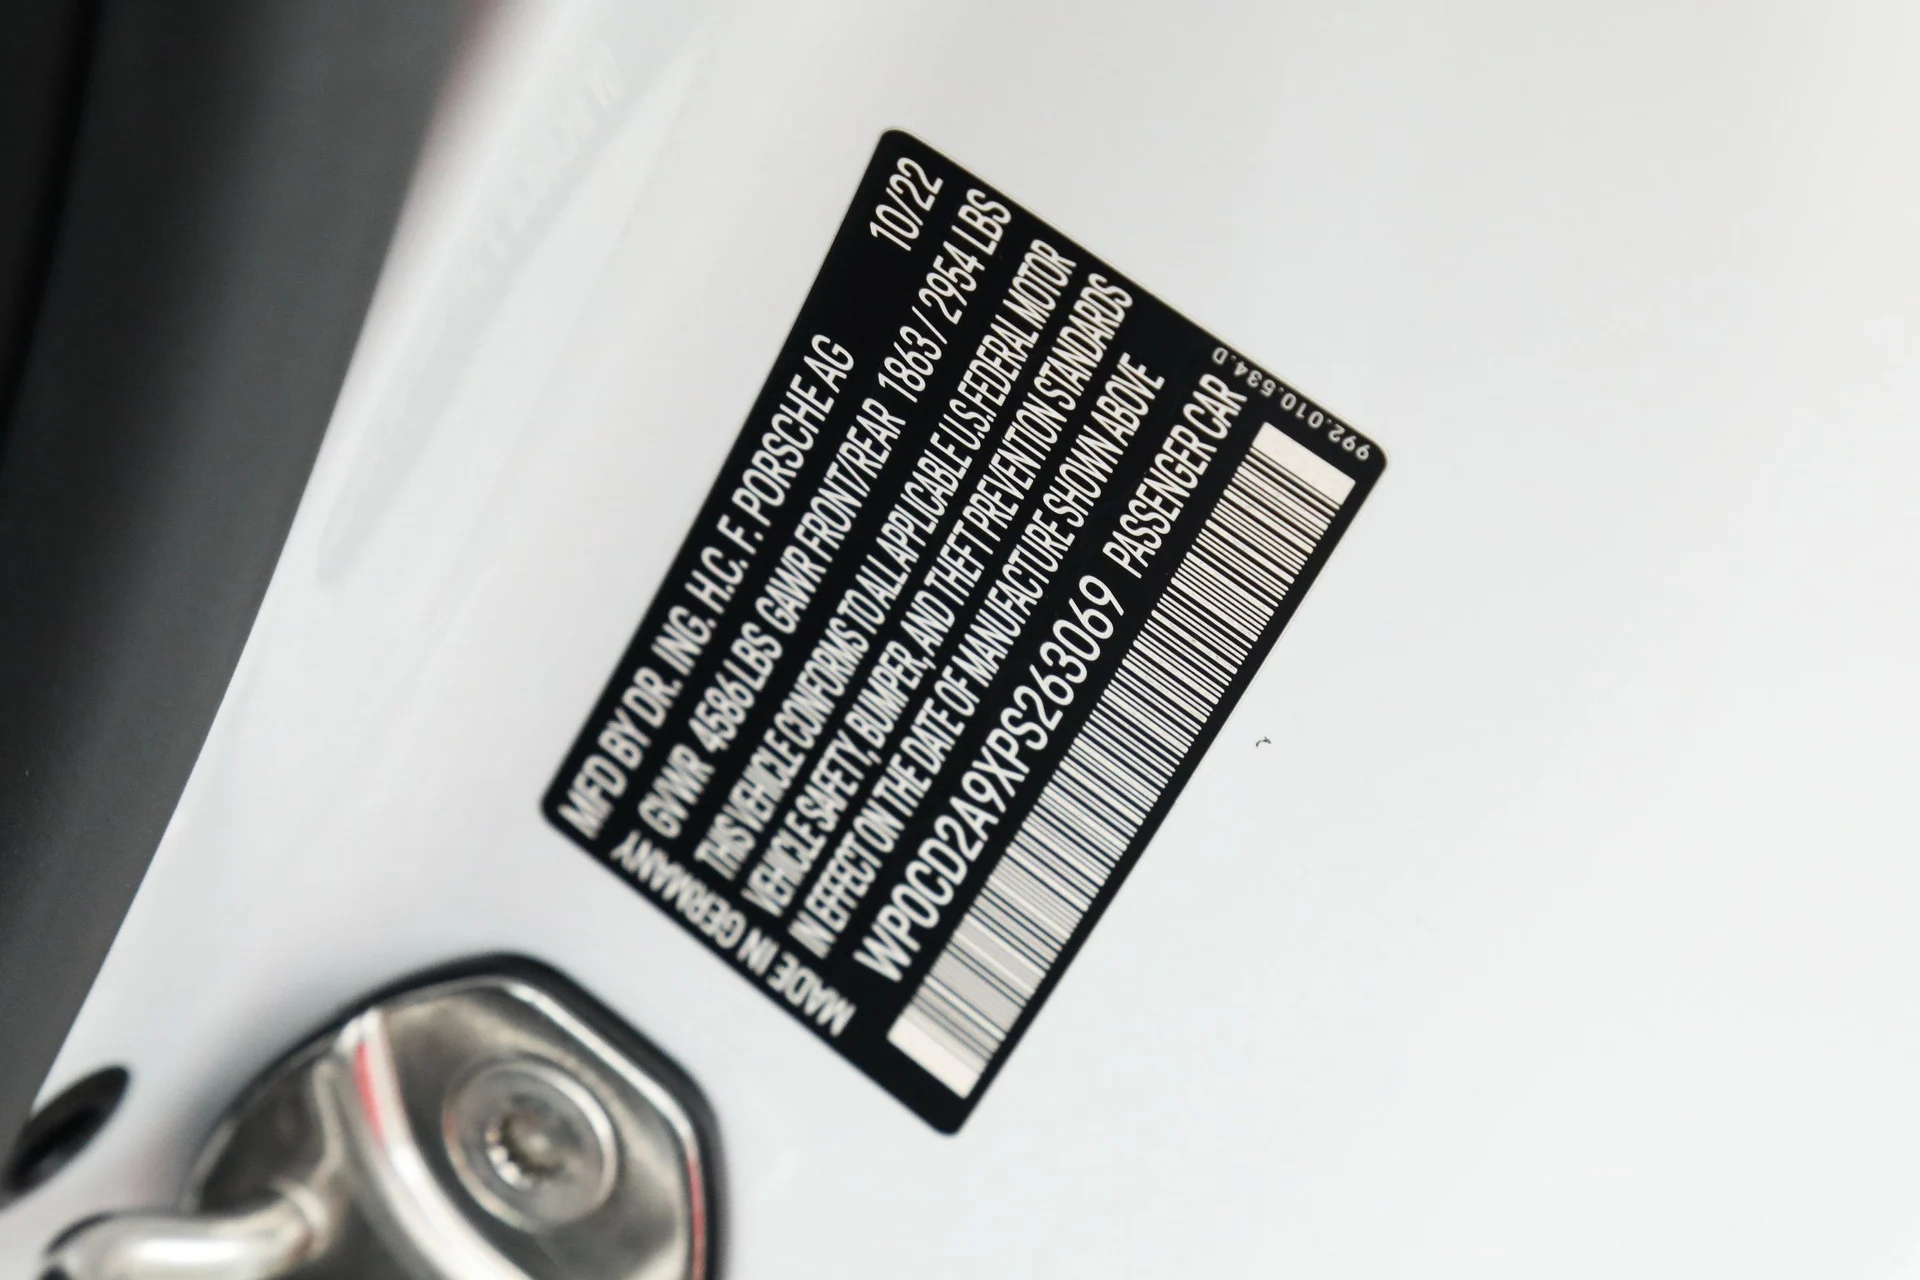 MFD BY DR. ING. H.C. F. PORSCHE AG 10/22
GVWR 4586 LBS GAWR FRONT/REAR 1863 / 2954 LBS
THIS VEHICLE CONFORMS TO ALL APPLICABLE U.S. FEDERAL MOTOR
VEHICLE SAFETY, BUMPER, AND THEFT PREVENTION STANDARDS
IN EFFECT ON THE DATE OF MANUFACTURE SHOWN ABOVE
WP0CD2A9XPS263069 PASSENGER CAR
MADE IN GERMANY
992.010.534.D